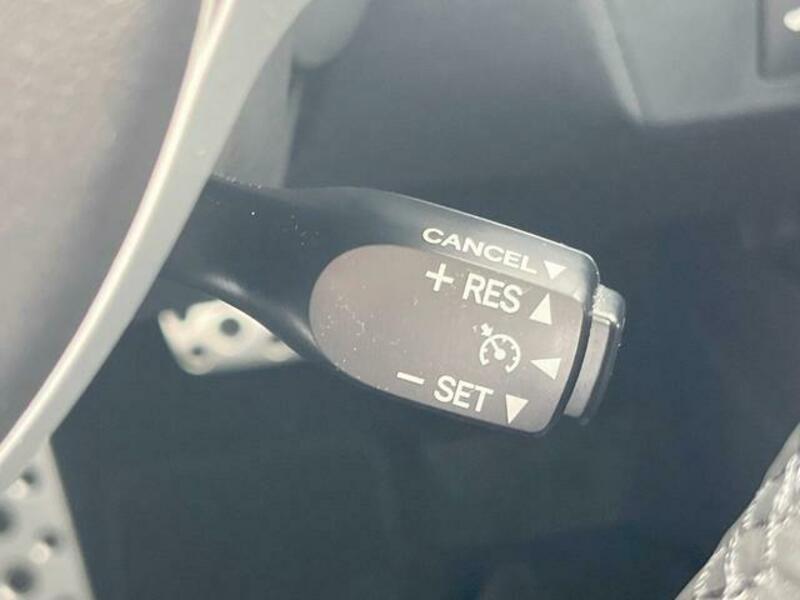 CANCEL ▼
+ RES ▲
◀
− SET ▼